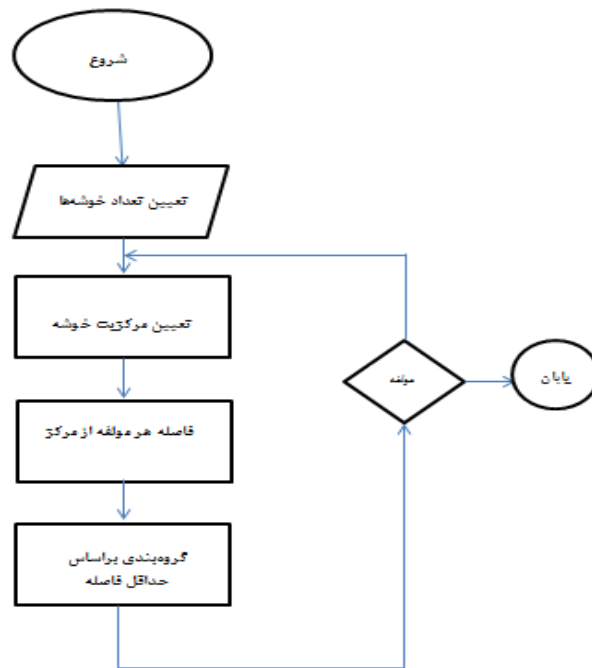 شروع
تعیین تعداد خوشه‌ها
تعیین مرکزیت خوشه
فاصله هر مولفه از مرکز
گروه‌بندی براساس
حداقل فاصله
مولفه
پایان